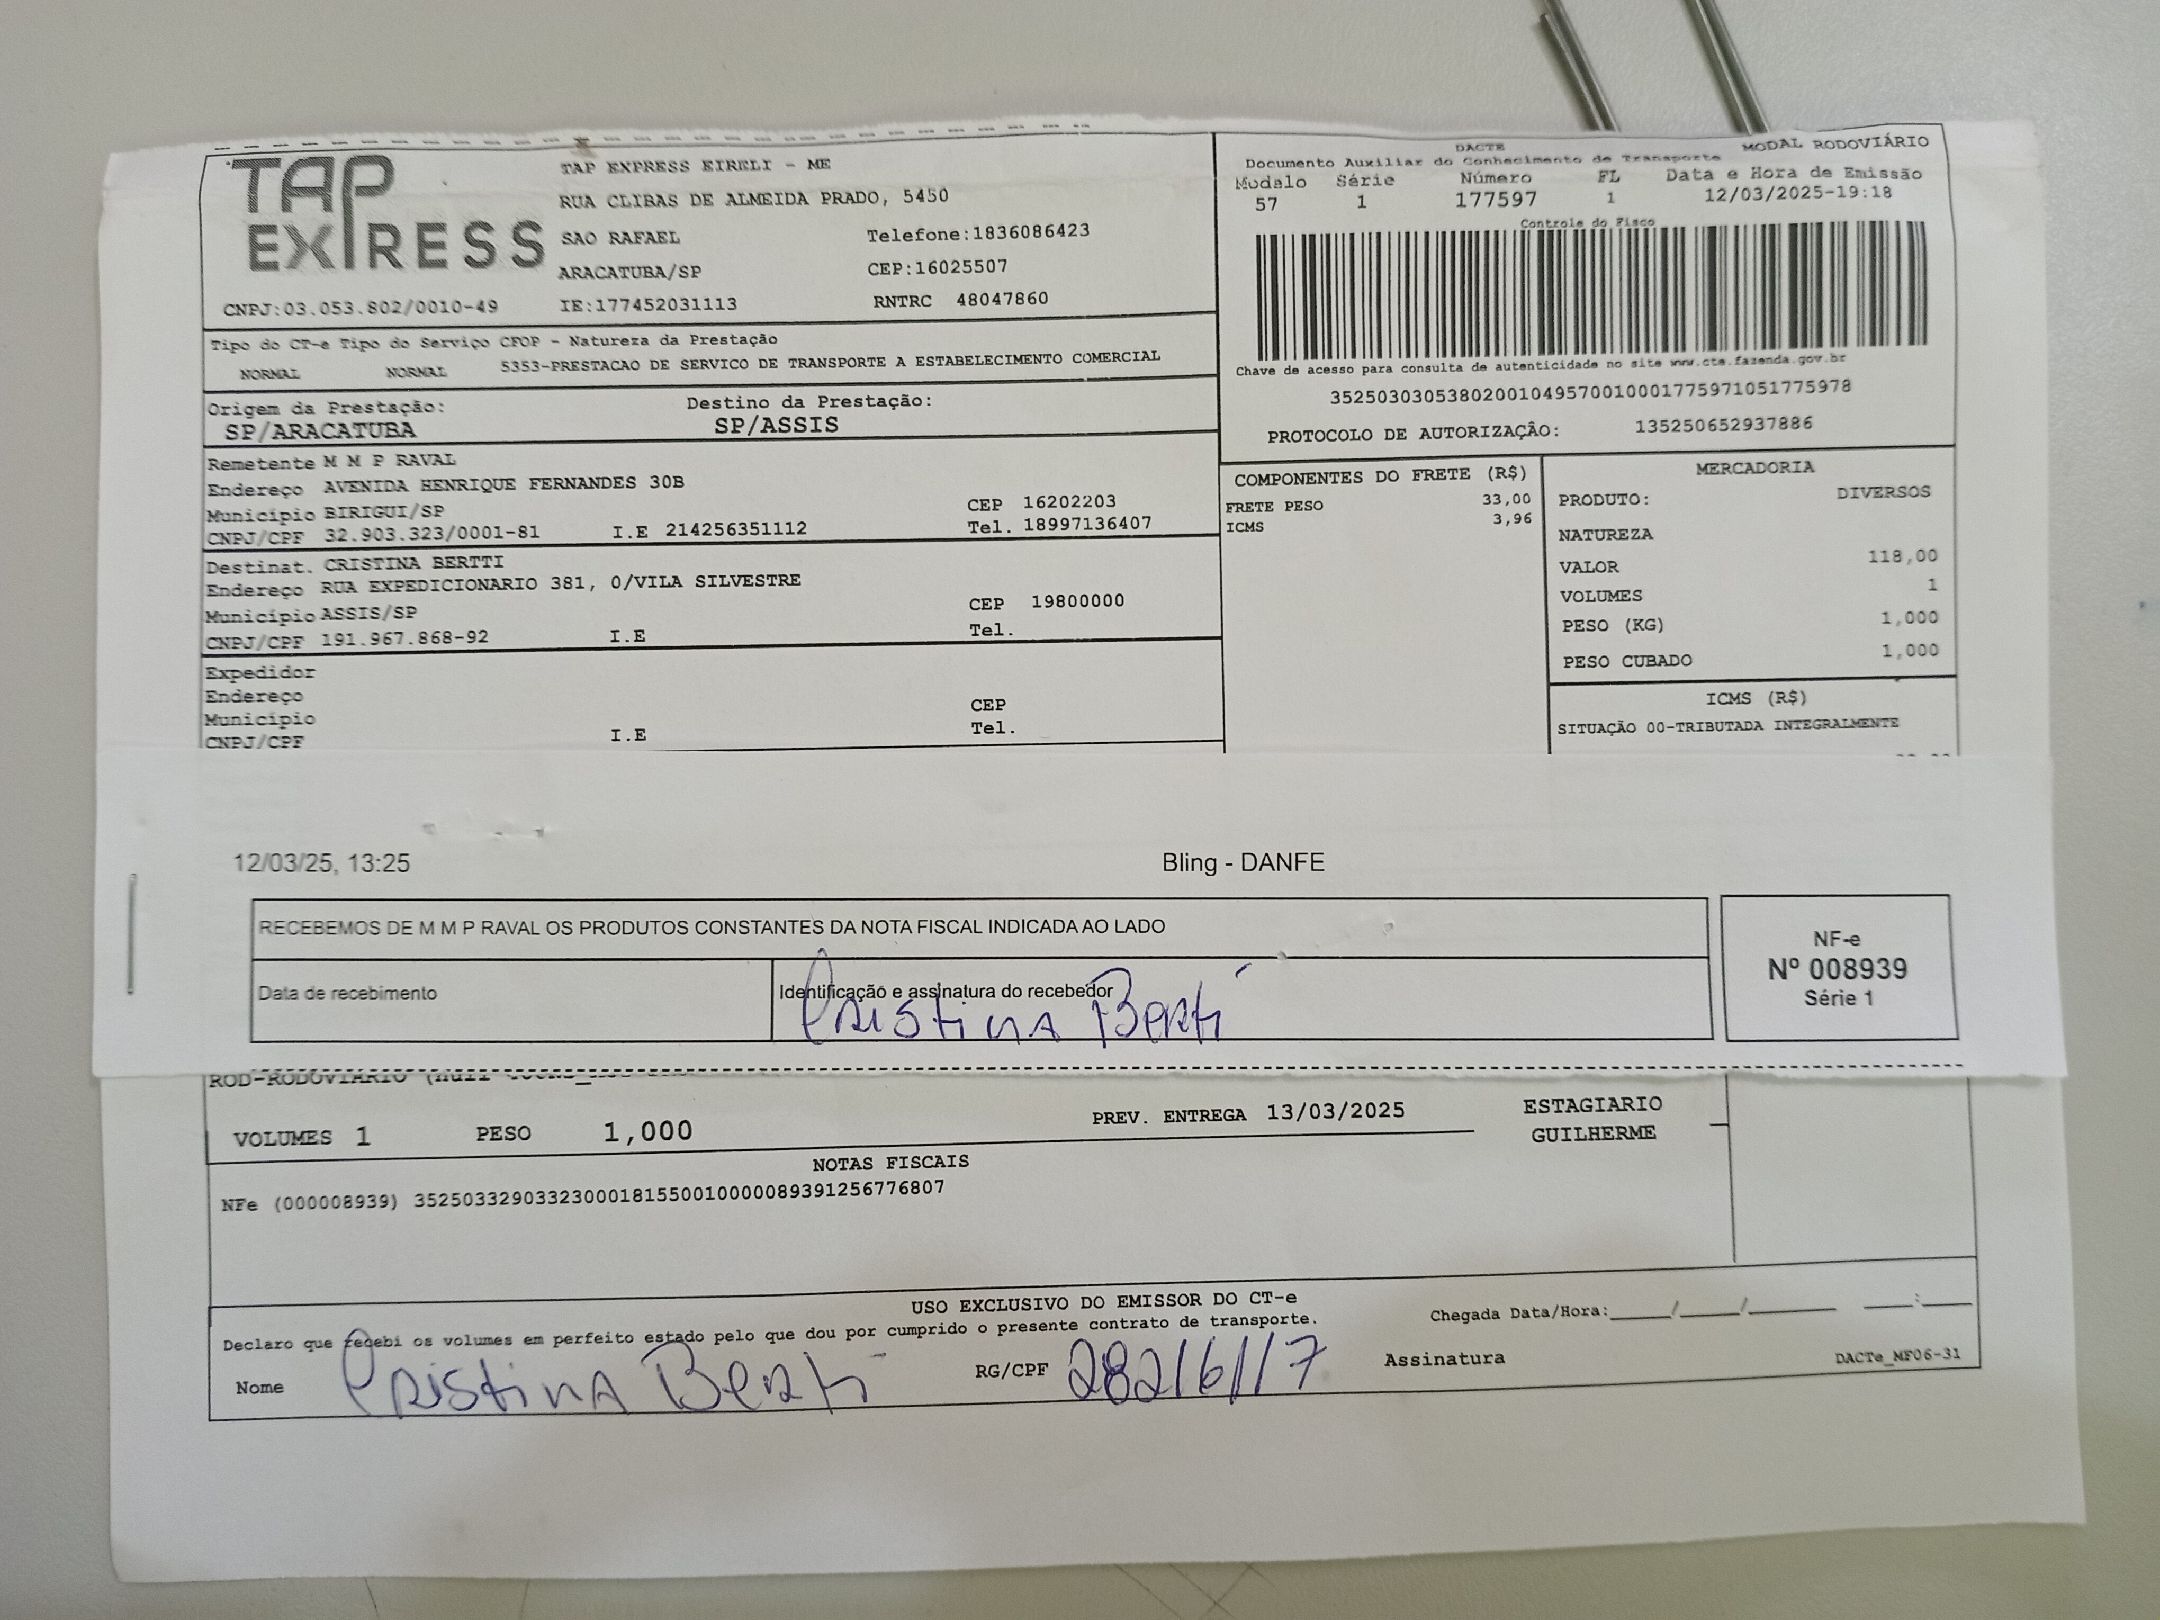 TAP EXPRESS
TAP EXPRESS EIRELI - ME
RUA CLIBAS DE ALMEIDA PRADO, 5450
SAO RAFAEL Telefone:1836086423
ARACATUBA/SP CEP:16025507
CNPJ:03.053.802/0010-49 IE:177452031113 RNTRC 48047860
DACTE MODAL RODOVIÁRIO
Documento Auxiliar do Conhecimento de Transporte
Modalo Série Número FL Data e Hora de Emissão
57 1 177597 1 12/03/2025-19:18
Controle do Fisco
Chave de acesso para consulta de autenticidade no site www.cte.fazenda.gov.br
35250303053802001049570010001775971051775978
PROTOCOLO DE AUTORIZAÇÃO: 135250652937886
Tipo do CT-e Tipo do Serviço CFOP - Natureza da Prestação
NORMAL NORMAL 5353-PRESTACAO DE SERVICO DE TRANSPORTE A ESTABELECIMENTO COMERCIAL
Origem da Prestação: Destino da Prestação:
SP/ARACATUBA SP/ASSIS
Remetente M M P RAVAL
Endereço AVENIDA HENRIQUE FERNANDES 30B
Município BIRIGUI/SP CEP 16202203
CNPJ/CPF 32.903.323/0001-81 I.E 214256351112 Tel. 18997136407
Destinat. CRISTINA BERTTI
Endereço RUA EXPEDICIONARIO 381, 0/VILA SILVESTRE
Município ASSIS/SP CEP 19800000
CNPJ/CPF 191.967.868-92 I.E Tel.
Expedidor
Endereço
Município CEP
CNPJ/CPF I.E Tel.
COMPONENTES DO FRETE (R$)
FRETE PESO 33,00
ICMS 3,96
MERCADORIA
PRODUTO: DIVERSOS
NATUREZA
VALOR 118,00
VOLUMES 1
PESO (KG) 1,000
PESO CUBADO 1,000
ICMS (R$)
SITUAÇÃO 00-TRIBUTADA INTEGRALMENTE
12/03/25, 13:25 Bling - DANFE
RECEBEMOS DE M M P RAVAL OS PRODUTOS CONSTANTES DA NOTA FISCAL INDICADA AO LADO
Data de recebimento Identificação e assinatura do recebedor
Cristina Berti
NF-e
Nº 008939
Série 1
ROD-RODOVIÁRIO
VOLUMES 1 PESO 1,000 PREV. ENTREGA 13/03/2025
ESTAGIARIO
GUILHERME
NOTAS FISCAIS
NFe (000008939) 35250332903323000181550010000089391256776807
USO EXCLUSIVO DO EMISSOR DO CT-e
Declaro que recebi os volumes em perfeito estado pelo que dou por cumprido o presente contrato de transporte.
Chegada Data/Hora:____/____/______ ___:___
Nome Cristina Berti RG/CPF 28216117 Assinatura
DACTe_MF06-31